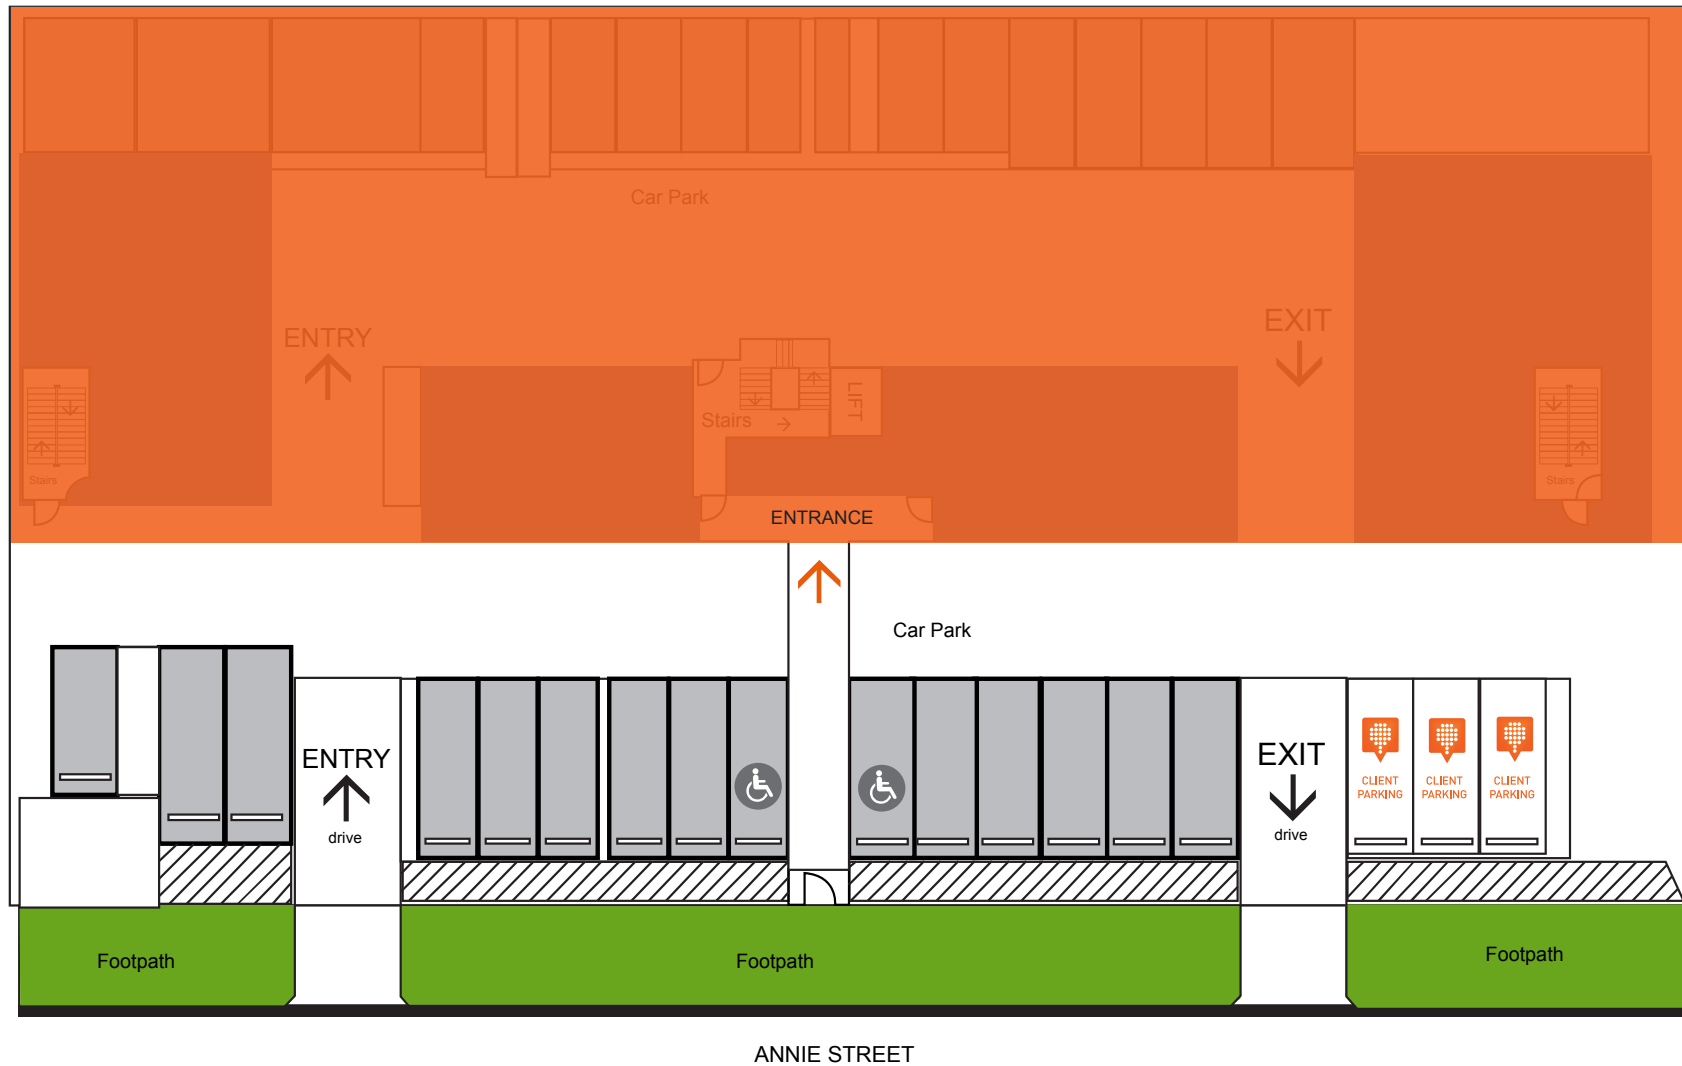 Car Park
ENTRY
EXIT
LIFT
Stairs
Stairs
Stairs
ENTRANCE
Car Park
ENTRY
drive
EXIT
drive
CLIENT
PARKING
CLIENT
PARKING
CLIENT
PARKING
Footpath
Footpath
Footpath
ANNIE STREET